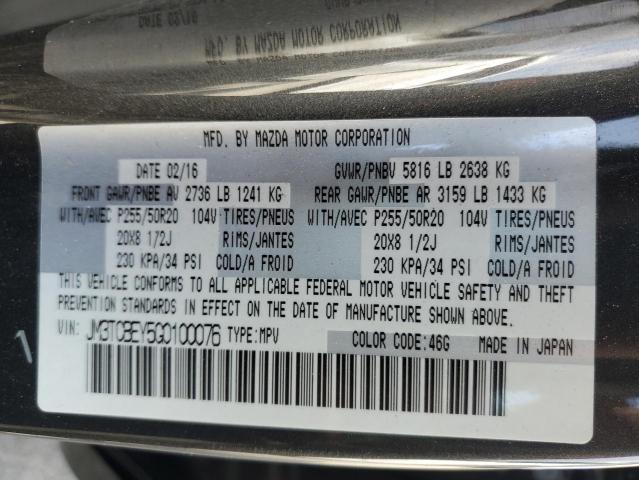 MFD. BY MAZDA MOTOR CORPORATION
DATE 02/16 GVWR/PNBV 5816 LB 2638 KG
FRONT GAWR/PNBE AV 2736 LB 1241 KG REAR GAWR/PNBE AR 3159 LB 1433 KG
WITH/AVEC P255/50R20 104V TIRES/PNEUS WITH/AVEC P255/50R20 104V TIRES/PNEUS
20X8 1/2J RIMS/JANTES 20X8 1/2J RIMS/JANTES
230 KPA/34 PSI COLD/A FROID 230 KPA/34 PSI COLD/A FROID
THIS VEHICLE CONFORMS TO ALL APPLICABLE FEDERAL MOTOR VEHICLE SAFETY AND THEFT
PREVENTION STANDARDS IN EFFECT ON THE DATE OF MANUFACTURE SHOWN ABOVE.
VIN: JM3TCBEY5G0100076 TYPE: MPV COLOR CODE: 46G MADE IN JAPAN